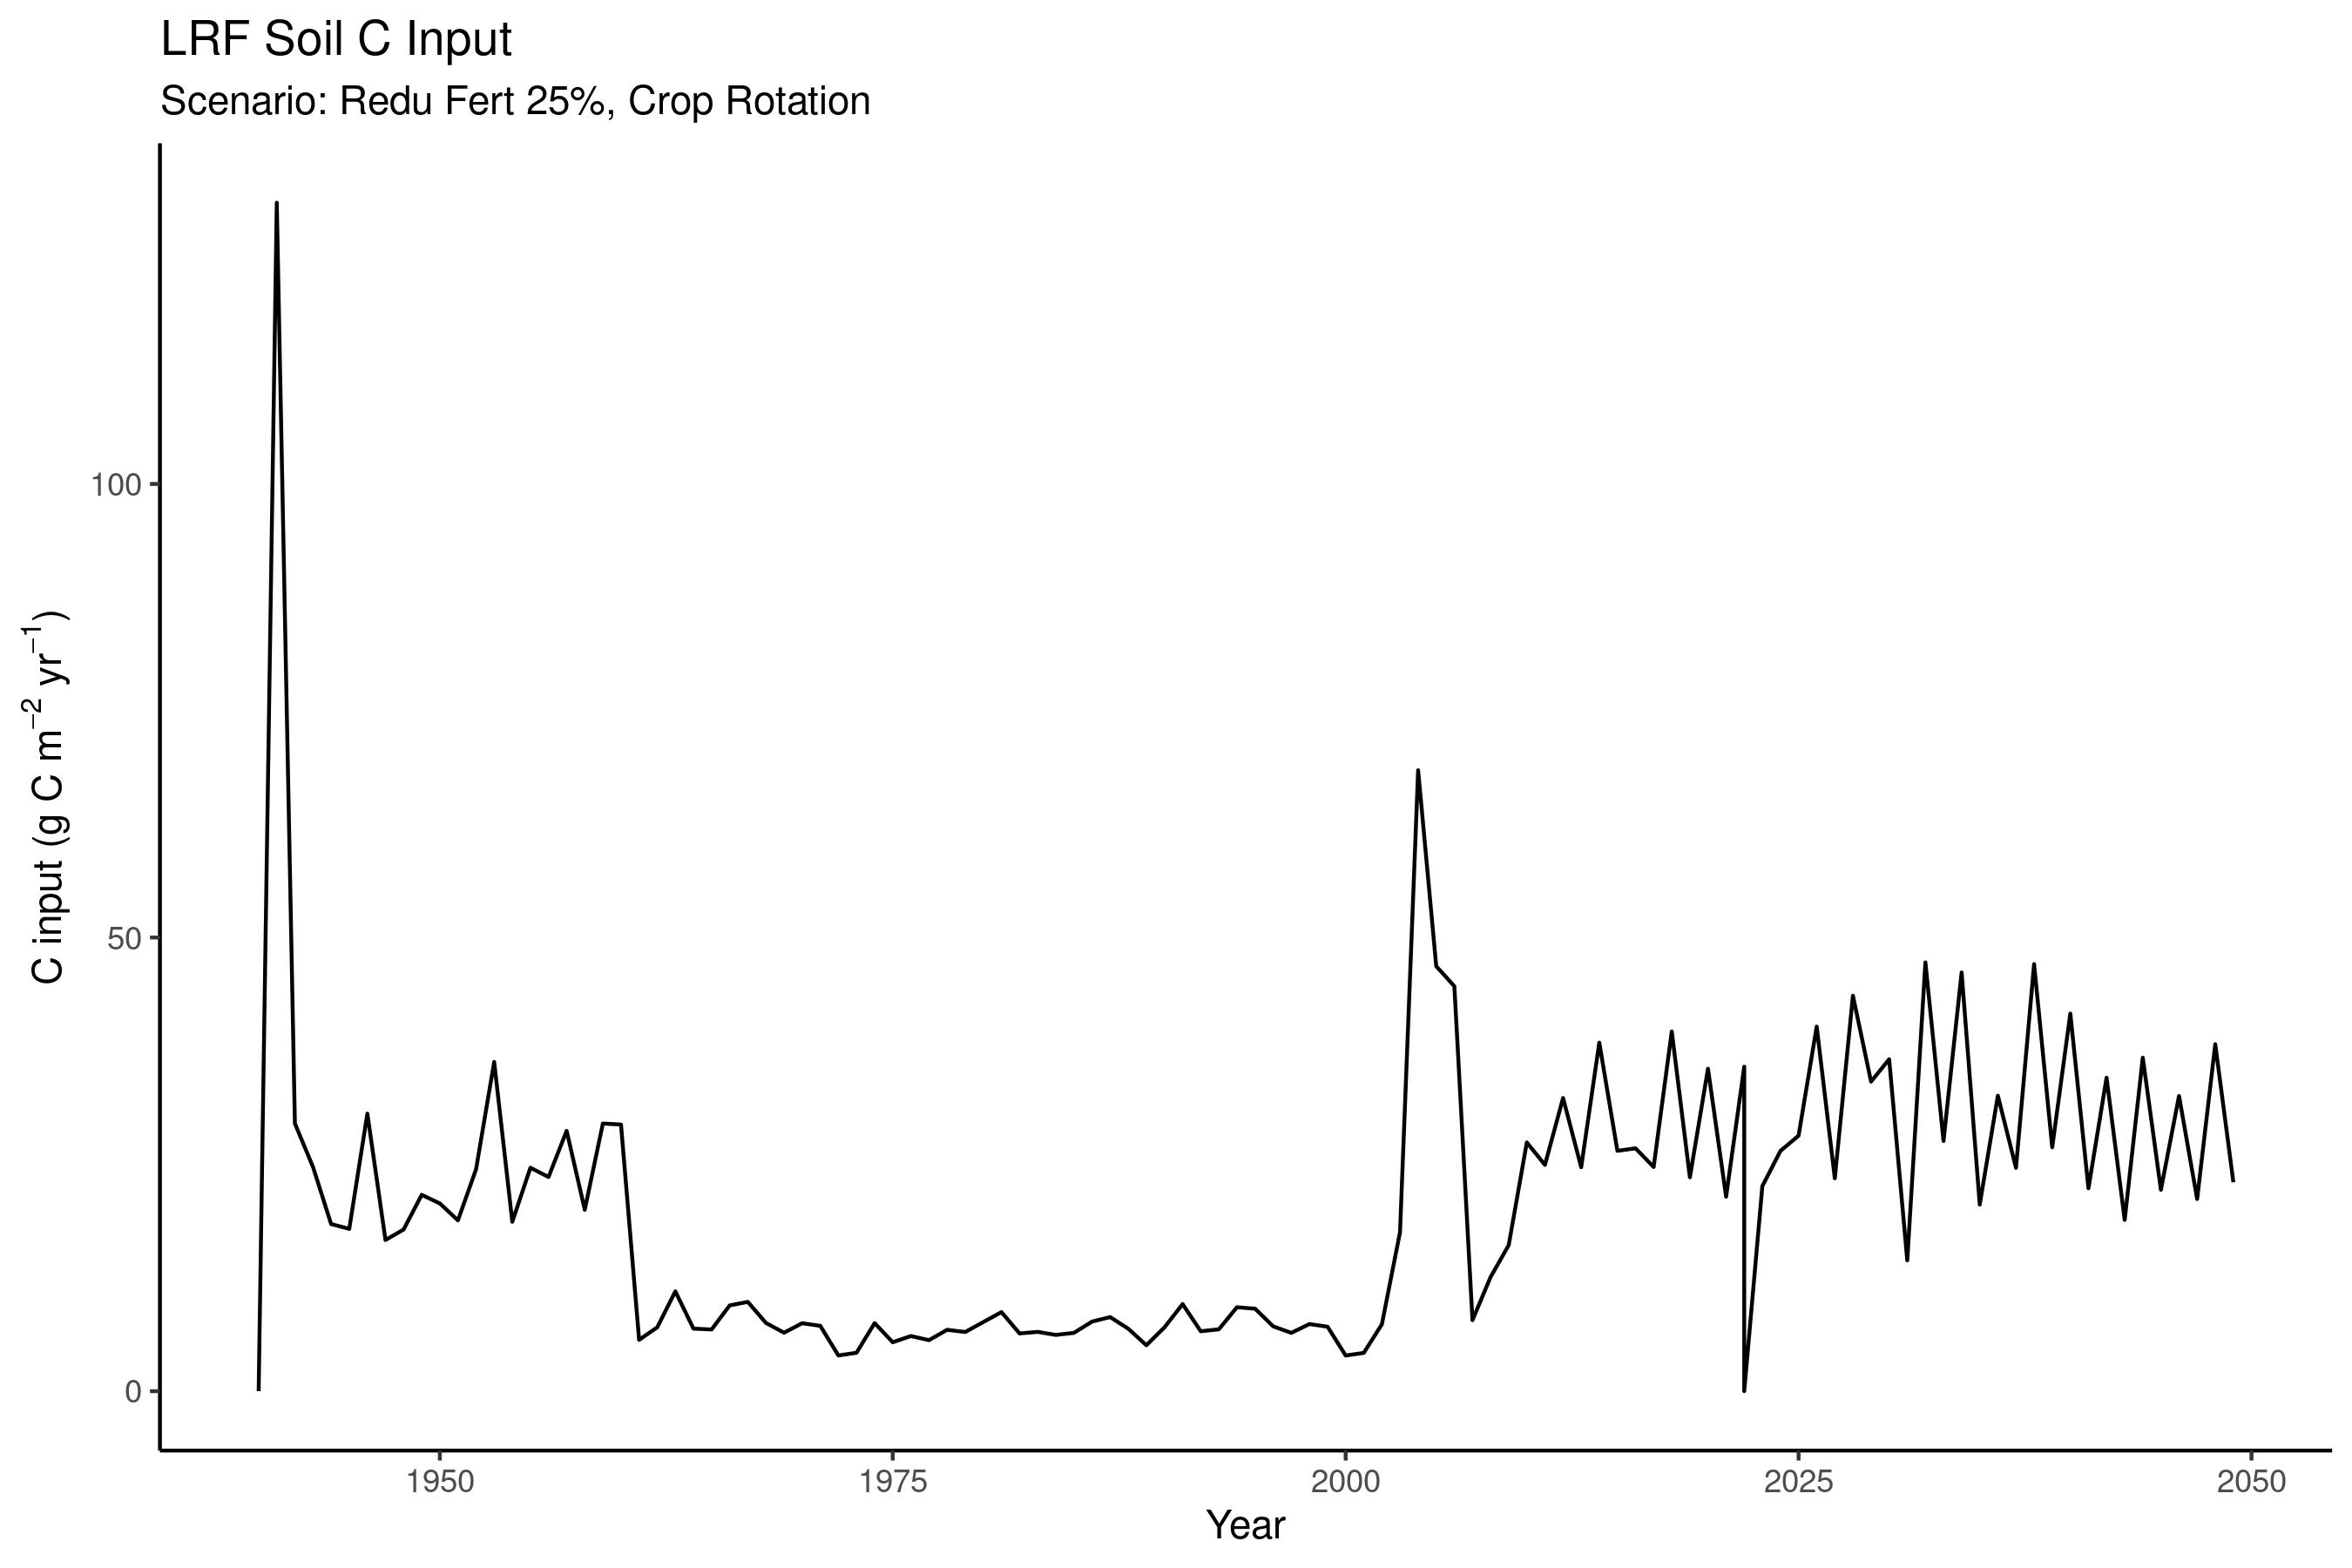 LRF Soil C Input
Scenario: Redu Fert 25%, Crop Rotation
C input (g C m⁻² yr⁻¹)
100
50
0
1950
1975
2000
2025
2050
Year